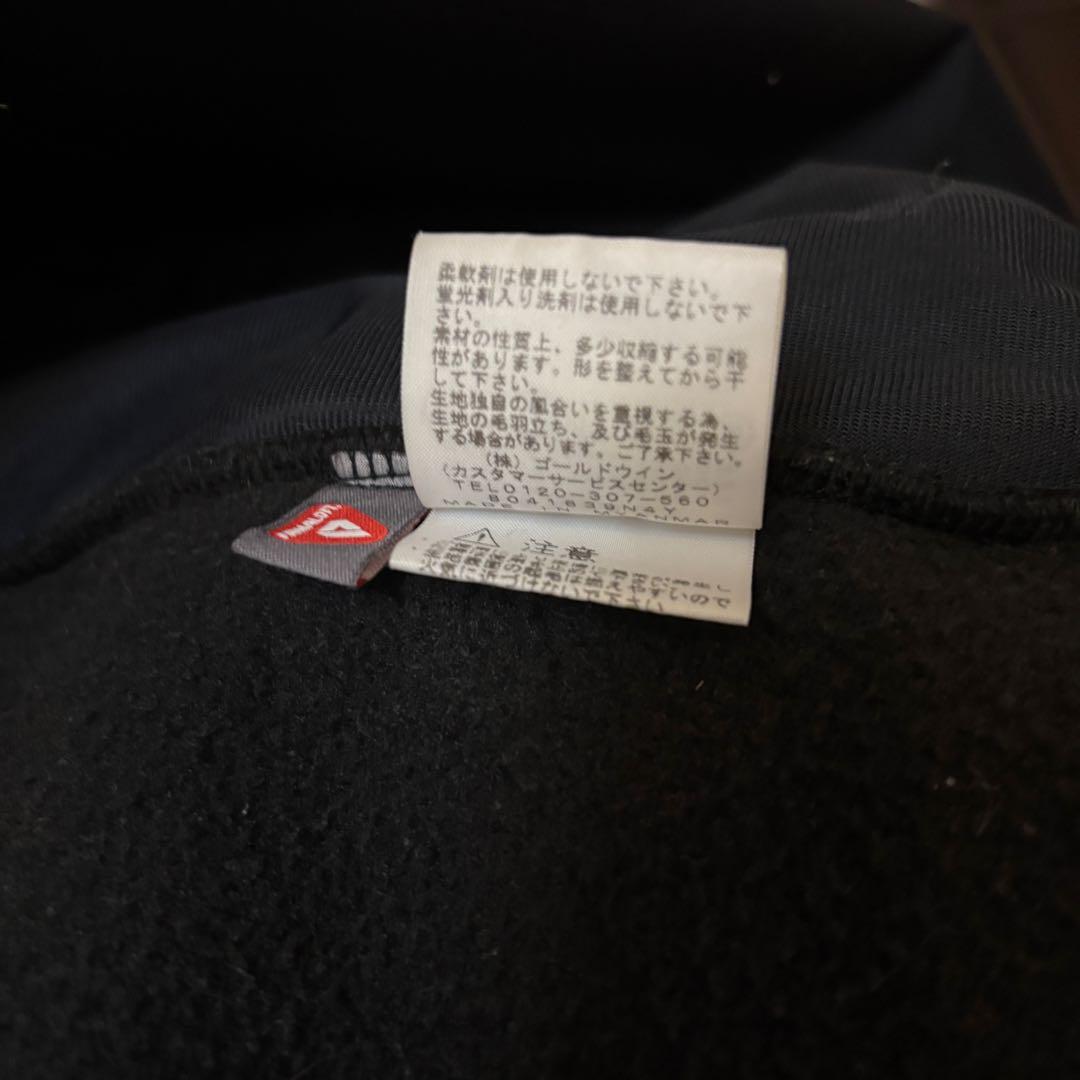 柔軟剤は使用しないで下さい。
蛍光剤入り洗剤は使用しないで下
さい。
素材の性質上、多少収縮する可能
性があります。形を整えてから干
して下さい。
生地独自の風合いを重視する為、
生地の毛羽立ち、及び毛玉が発生
する場合があります。ご了承下さい。
(株)ゴールドウイン
(カスタマーサービスセンター)
TEL0120-307-560
MADE IN MYANMAR
PRIMALOFT
注意